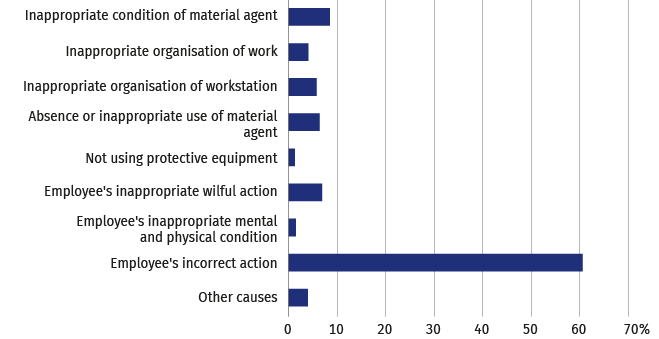 Inappropriate condition of material agent
Inappropriate organisation of work
Inappropriate organisation of workstation
Absence or inappropriate use of material
agent
Not using protective equipment
Employee's inappropriate wilful action
Employee's inappropriate mental
and physical condition
Employee's incorrect action
Other causes
0 10 20 30 40 50 60 70%